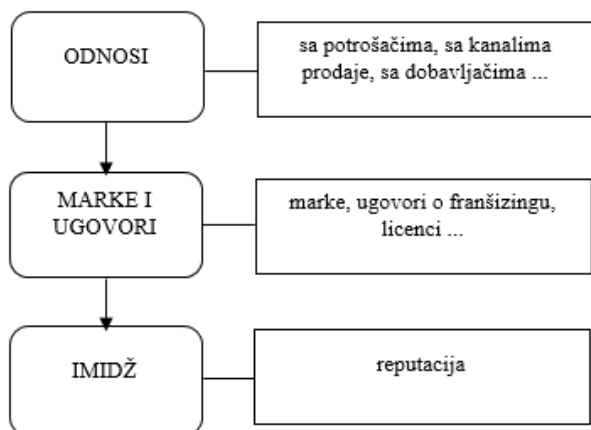 ODNOSI
sa potrošačima, sa kanalima
prodaje, sa dobavljačima ...
MARKE I
UGOVORI
marke, ugovori o franšizingu,
licenci ...
IMIDŽ
reputacija